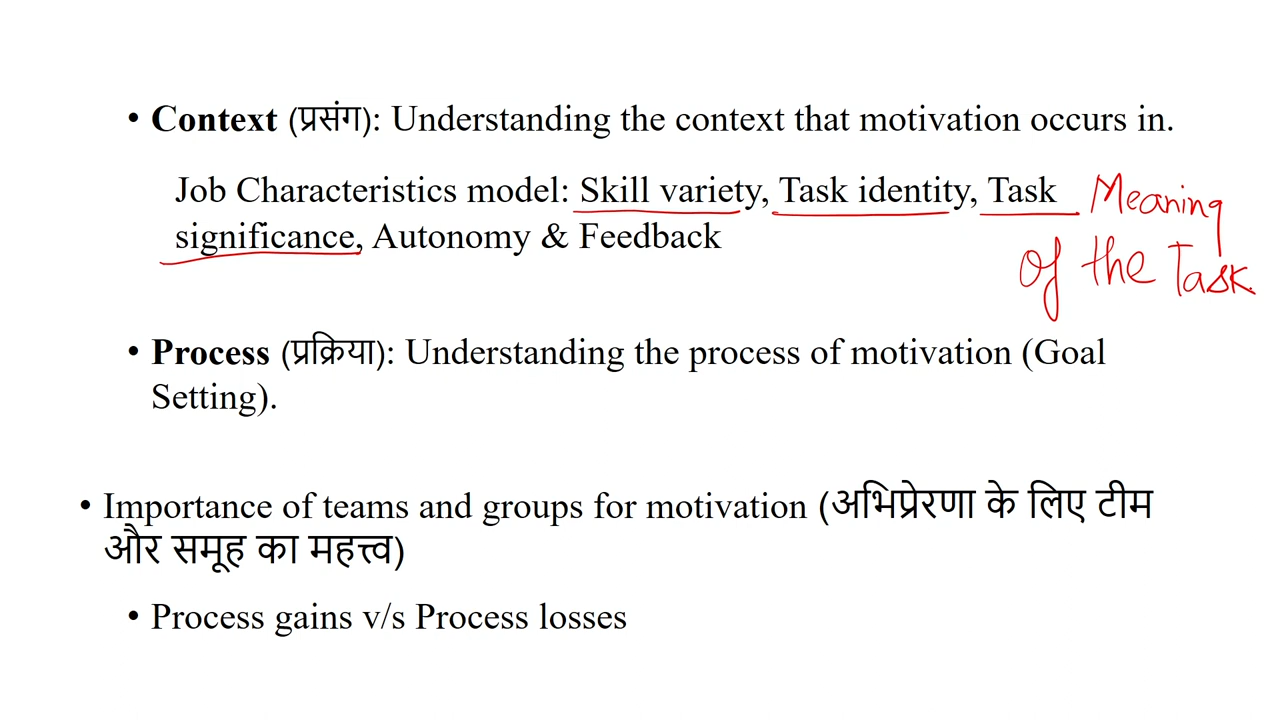 • Context (प्रसंग): Understanding the context that motivation occurs in.
Job Characteristics model: Skill variety, Task identity, Task
significance, Autonomy & Feedback
Meaning
of the Task.
• Process (प्रक्रिया): Understanding the process of motivation (Goal
Setting).
• Importance of teams and groups for motivation (अभिप्रेरणा के लिए टीम
और समूह का महत्त्व)
• Process gains v/s Process losses